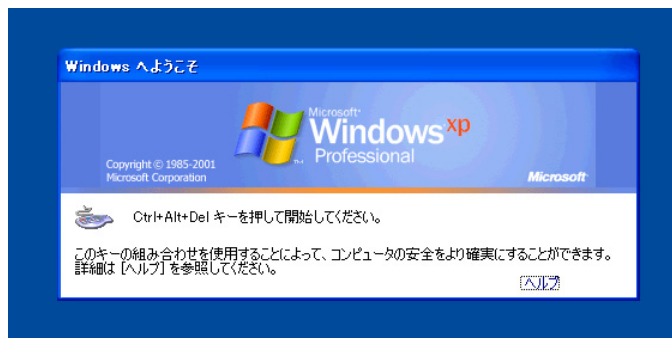 Windows へようこそ
Microsoft
Windows xp
Professional
Copyright © 1985-2001
Microsoft Corporation
Microsoft
Ctrl+Alt+Del キーを押して開始してください。
このキーの組み合わせを使用することによって、コンピュータの安全をより確実にすることができます。
詳細は [ヘルプ] を参照してください。
ヘルプ